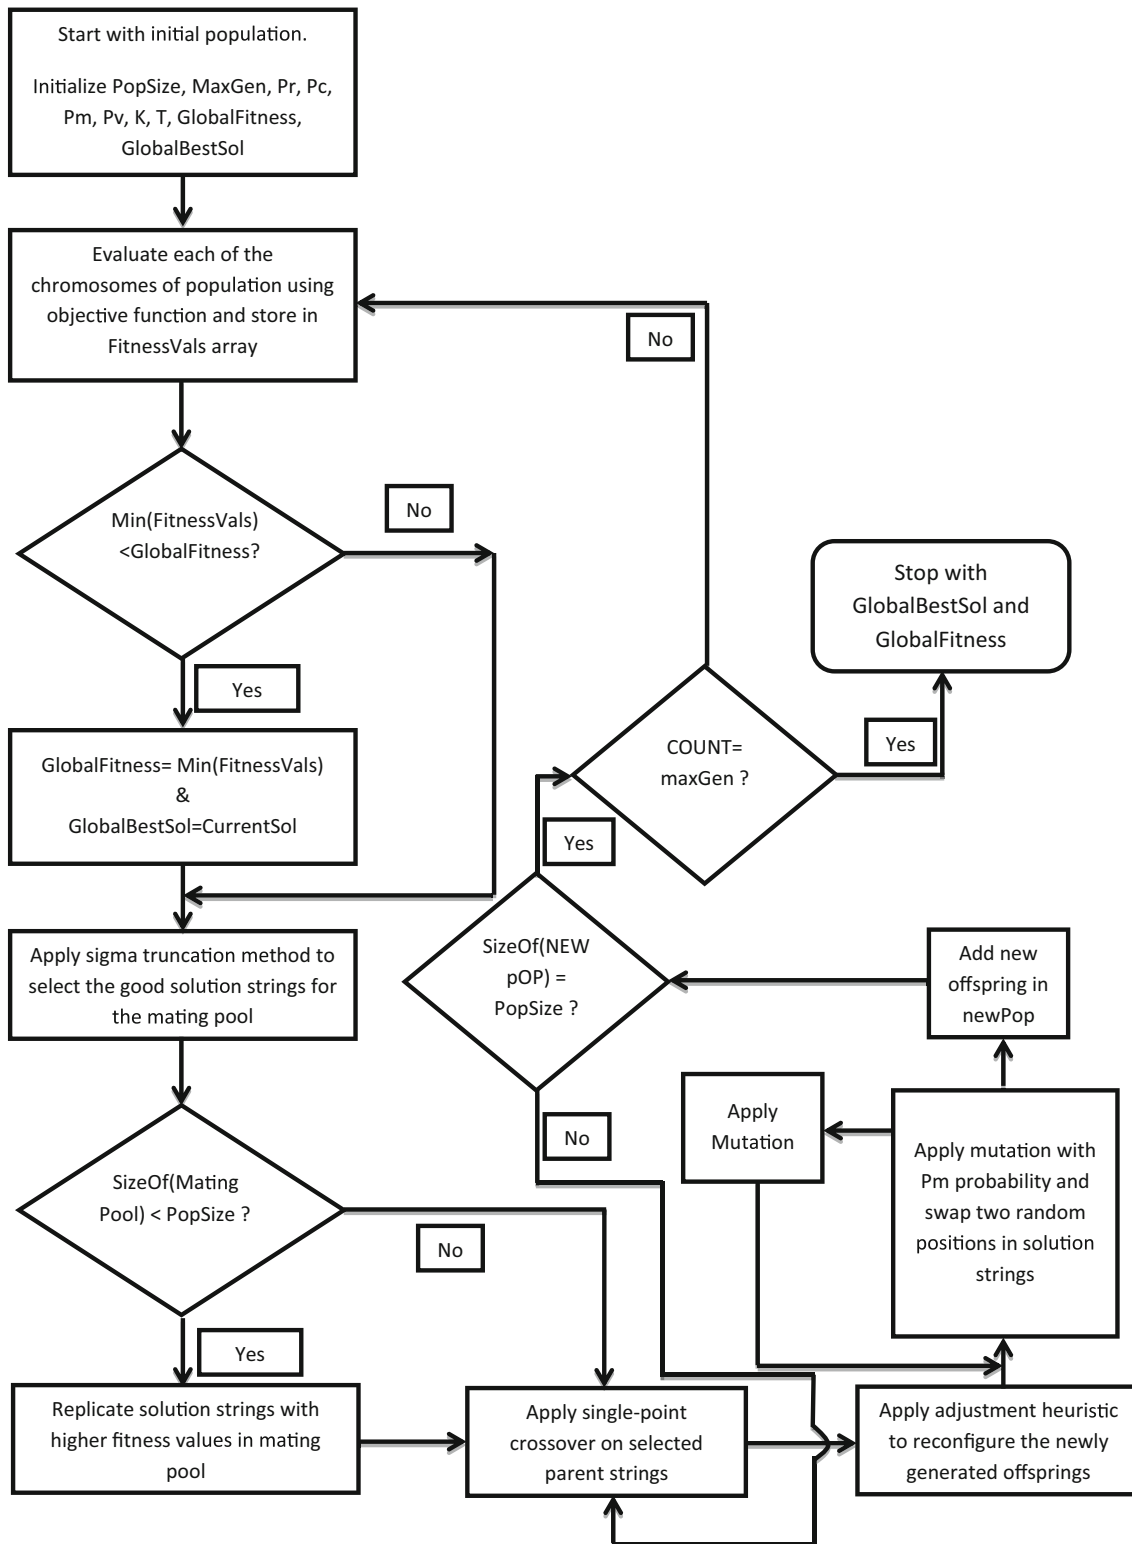 Start with initial population.
Initialize PopSize, MaxGen, Pr, Pc,
Pm, Pv, K, T, GlobalFitness,
GlobalBestSol
Evaluate each of the
chromosomes of population using
objective function and store in
FitnessVals array
No
Min(FitnessVals)
<GlobalFitness?
No
Yes
Stop with
GlobalBestSol and
GlobalFitness
GlobalFitness= Min(FitnessVals)
&
GlobalBestSol=CurrentSol
COUNT=
maxGen ?
Yes
Yes
Apply sigma truncation method to
select the good solution strings for
the mating pool
SizeOf(NEW
pOP) =
PopSize ?
Add new
offspring in
newPop
No
Apply
Mutation
Apply mutation with
Pm probability and
swap two random
positions in solution
strings
SizeOf(Mating
Pool) < PopSize ?
No
Yes
Replicate solution strings with
higher fitness values in mating
pool
Apply single-point
crossover on selected
parent strings
Apply adjustment heuristic
to reconfigure the newly
generated offsprings